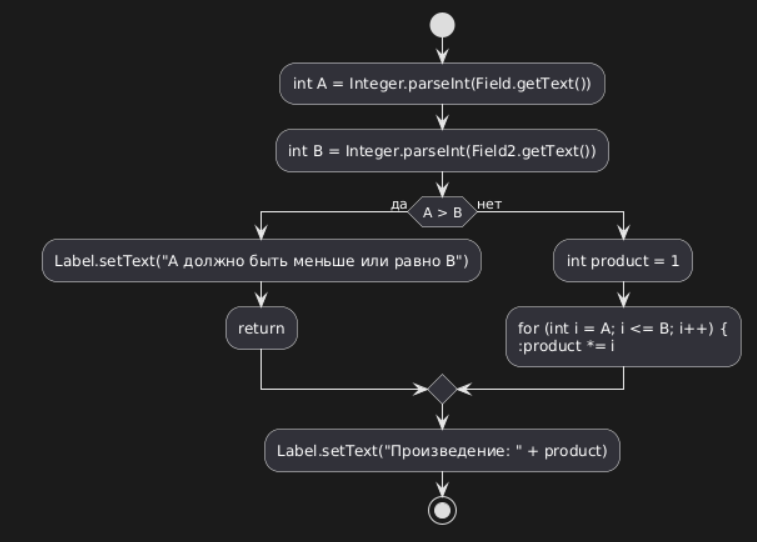 int A = Integer.parseInt(Field.getText())
int B = Integer.parseInt(Field2.getText())
да
A > B
нет
Label.setText("А должно быть меньше или равно B")
int product = 1
return
for (int i = A; i <= B; i++) {
:product *= i
Label.setText("Произведение: " + product)